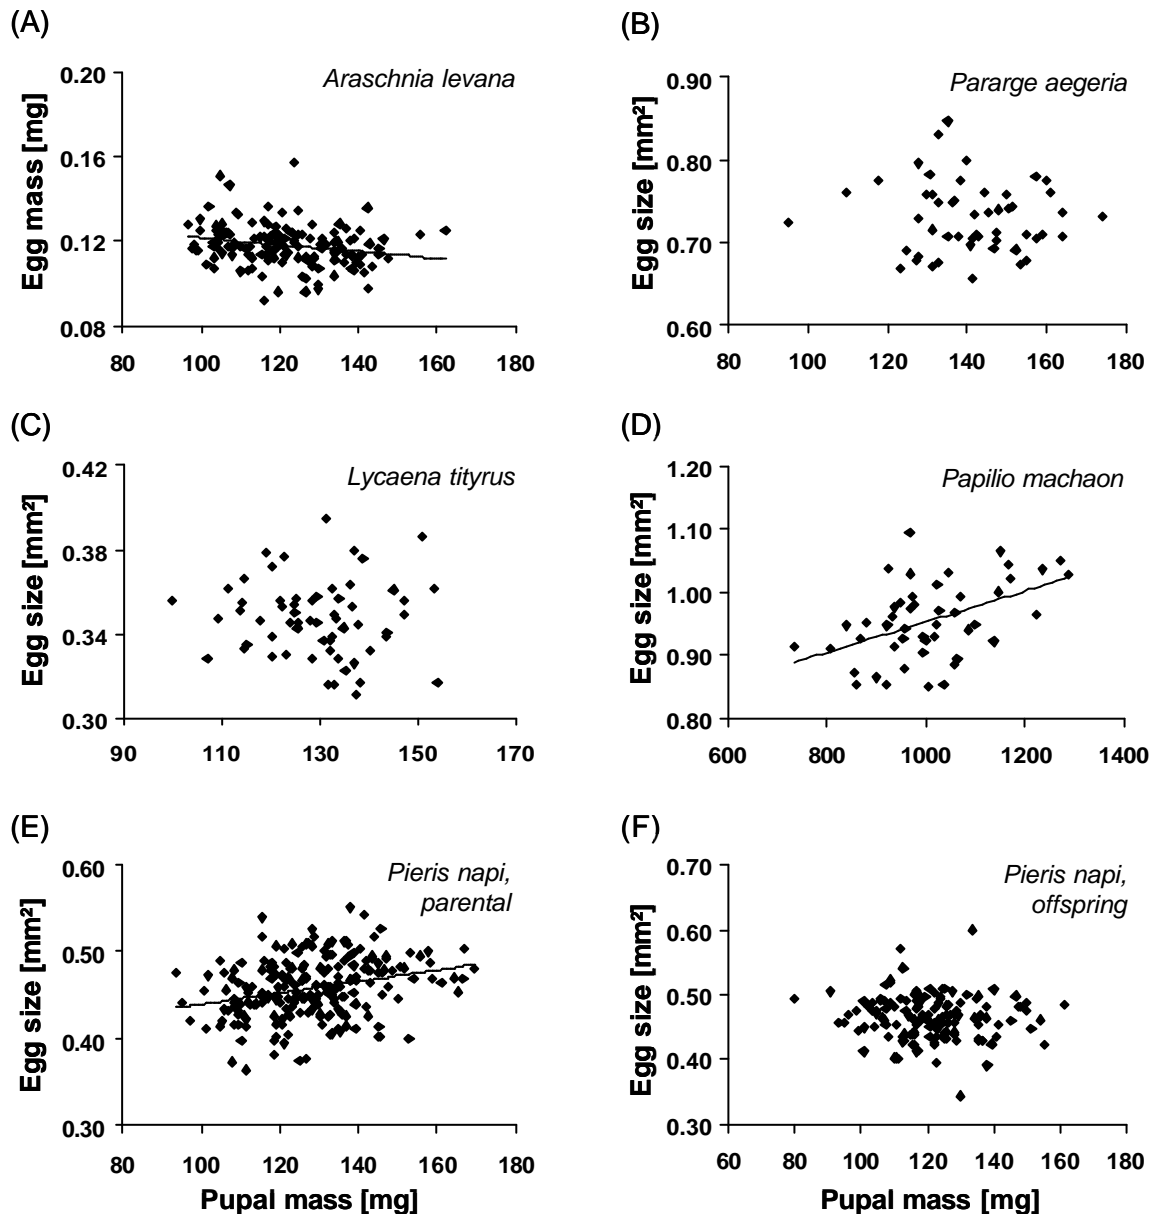 (A)
Araschnia levana
Egg mass [mg]
0.20
0.16
0.12
0.08
80 100 120 140 160 180
(B)
Pararge aegeria
Egg size [mm²]
0.90
0.80
0.70
0.60
80 100 120 140 160 180
(C)
Lycaena tityrus
Egg size [mm²]
0.42
0.38
0.34
0.30
90 110 130 150 170
(D)
Papilio machaon
Egg size [mm²]
1.20
1.10
1.00
0.90
0.80
600 800 1000 1200 1400
(E)
Pieris napi,
parental
Egg size [mm²]
0.60
0.50
0.40
0.30
80 100 120 140 160 180
Pupal mass [mg]
(F)
Pieris napi,
offspring
Egg size [mm²]
0.70
0.60
0.50
0.40
0.30
60 80 100 120 140 160 180
Pupal mass [mg]